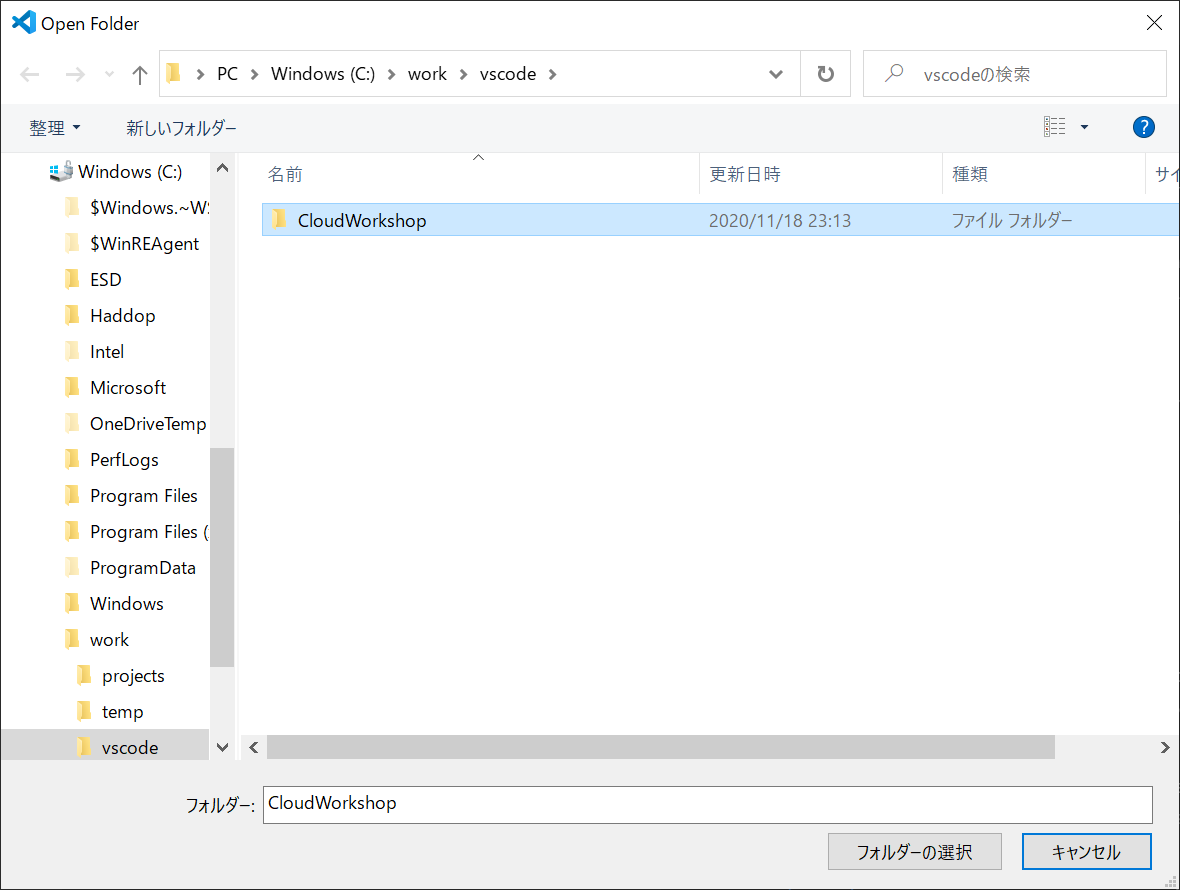 Open Folder
PC Windows (C:) work vscode
vscodeの検索
整理 新しいフォルダー
?
Windows (C:)
$Windows.~WS
$WinREAgent
ESD
Haddop
Intel
Microsoft
OneDriveTemp
PerfLogs
Program Files
Program Files (
ProgramData
Windows
work
projects
temp
vscode
名前 更新日時 種類 サイ
CloudWorkshop 2020/11/18 23:13 ファイル フォルダー
フォルダー: CloudWorkshop
フォルダーの選択 キャンセル